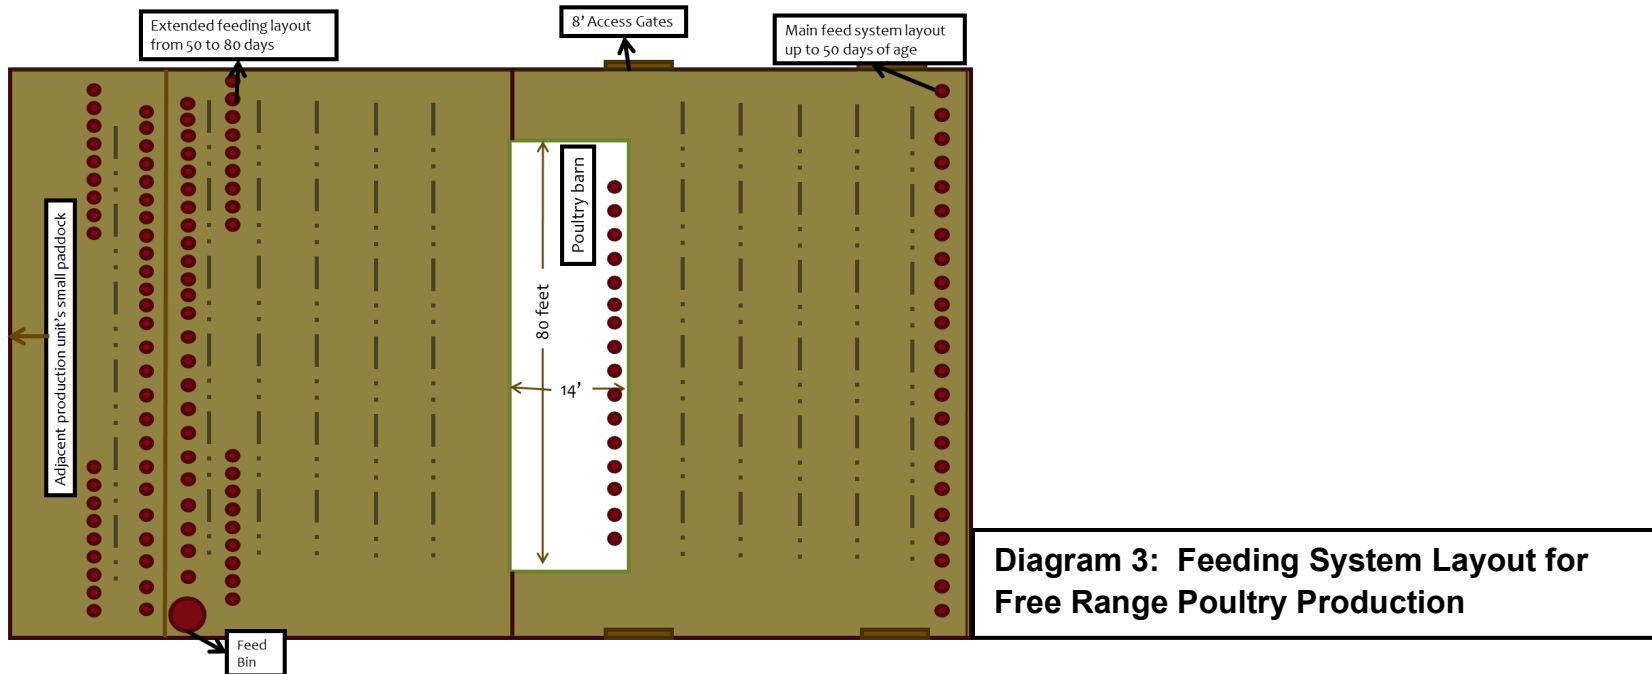 Extended feeding layout
from 50 to 80 days
8’ Access Gates
Main feed system layout
up to 50 days of age
Adjacent production unit’s small paddock
Poultry barn
80 feet
14’
Feed
Bin
Diagram 3:  Feeding System Layout for
Free Range Poultry Production